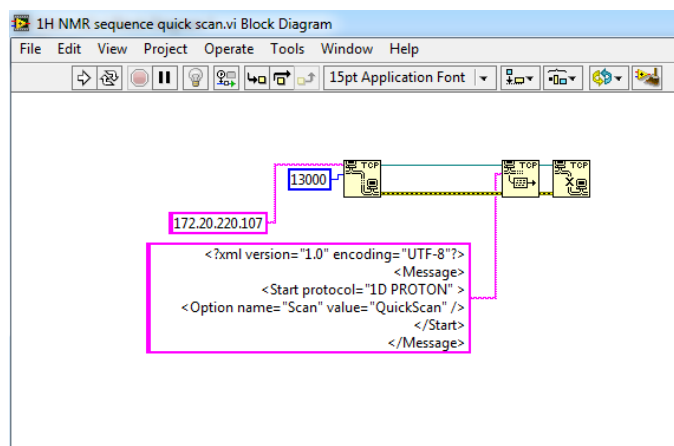 1H NMR sequence quick scan.vi Block Diagram
File Edit View Project Operate Tools Window Help
15pt Application Font
TCP TCP TCP
13000
172.20.220.107
<?xml version="1.0" encoding="UTF-8"?>
<Message>
<Start protocol="1D PROTON" >
<Option name="Scan" value="QuickScan" />
</Start>
</Message>